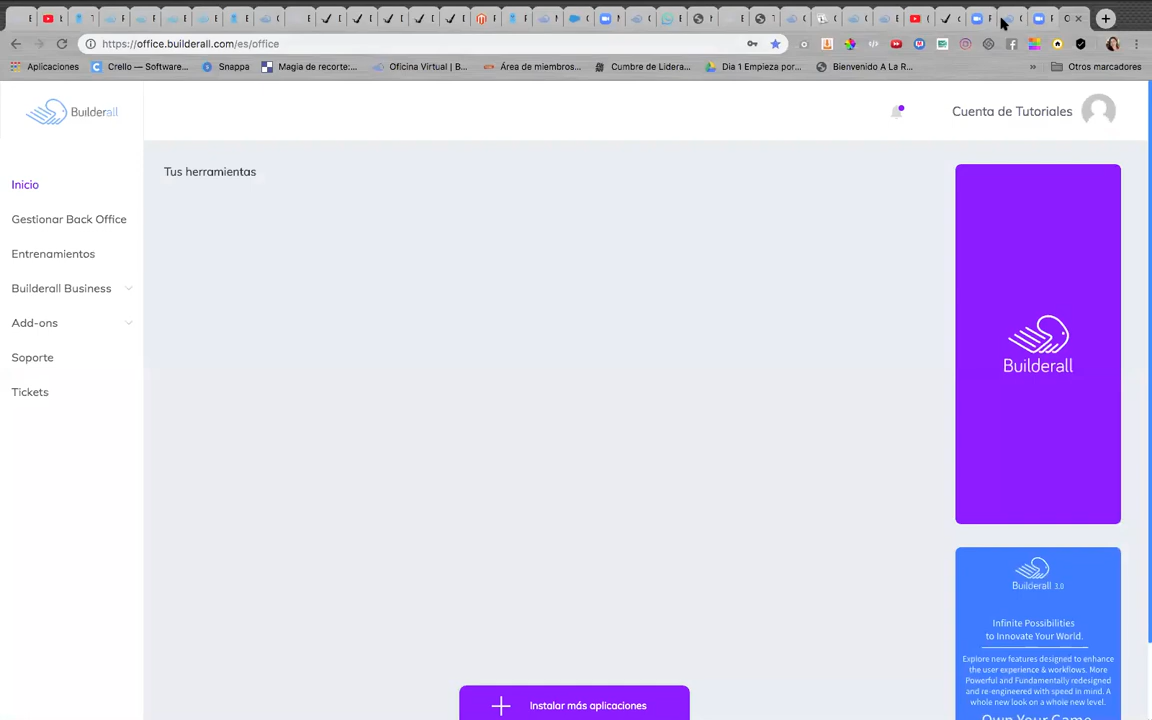 https://office.builderall.com/es/office
Aplicaciones
Crello — Software...
Snappa
Magia de recorte:...
Oficina Virtual | B...
Área de miembros...
Cumbre de Lidera...
Dia 1 Empieza por...
Bienvenido A La R...
»
Otros marcadores
Builderall
Cuenta de Tutoriales
Tus herramientas
Inicio
Gestionar Back Office
Entrenamientos
Builderall Business
Add-ons
Soporte
Tickets
Builderall
Builderall 3.0
Infinite Possibilities
to Innovate Your World.
Explore new features designed to enhance
the user experience & workflows. More
Powerful and Fundamentally redesigned
and re-engineered with speed in mind. A
whole new look on a whole new level.
Own Your Game
Instalar más aplicaciones